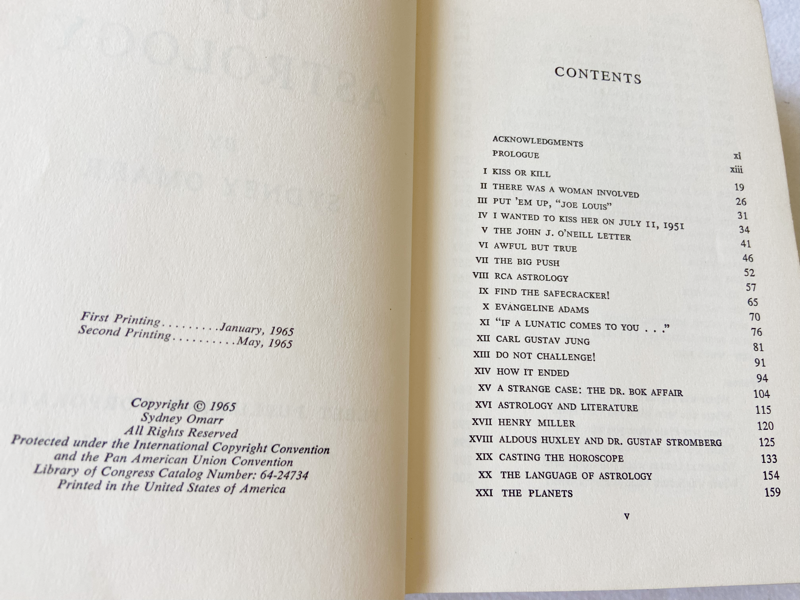 First Printing.........January, 1965
Second Printing..........May, 1965
Copyright © 1965
Sydney Omarr
All Rights Reserved
Protected under the International Copyright Convention
and the Pan American Union Convention
Library of Congress Catalog Number: 64-24734
Printed in the United States of America
CONTENTS
ACKNOWLEDGMENTS xi
PROLOGUE xiii
I KISS OR KILL 19
II THERE WAS A WOMAN INVOLVED 26
III PUT 'EM UP, "JOE LOUIS" 31
IV I WANTED TO KISS HER ON JULY 11, 1951 34
V THE JOHN J. O'NEILL LETTER 41
VI AWFUL BUT TRUE 46
VII THE BIG PUSH 52
VIII RCA ASTROLOGY 57
IX FIND THE SAFECRACKER! 65
X EVANGELINE ADAMS 70
XI "IF A LUNATIC COMES TO YOU . . ." 76
XII CARL GUSTAV JUNG 81
XIII DO NOT CHALLENGE! 91
XIV HOW IT ENDED 94
XV A STRANGE CASE: THE DR. BOK AFFAIR 104
XVI ASTROLOGY AND LITERATURE 115
XVII HENRY MILLER 120
XVIII ALDOUS HUXLEY AND DR. GUSTAF STROMBERG 125
XIX CASTING THE HOROSCOPE 133
XX THE LANGUAGE OF ASTROLOGY 154
XXI THE PLANETS 159
v